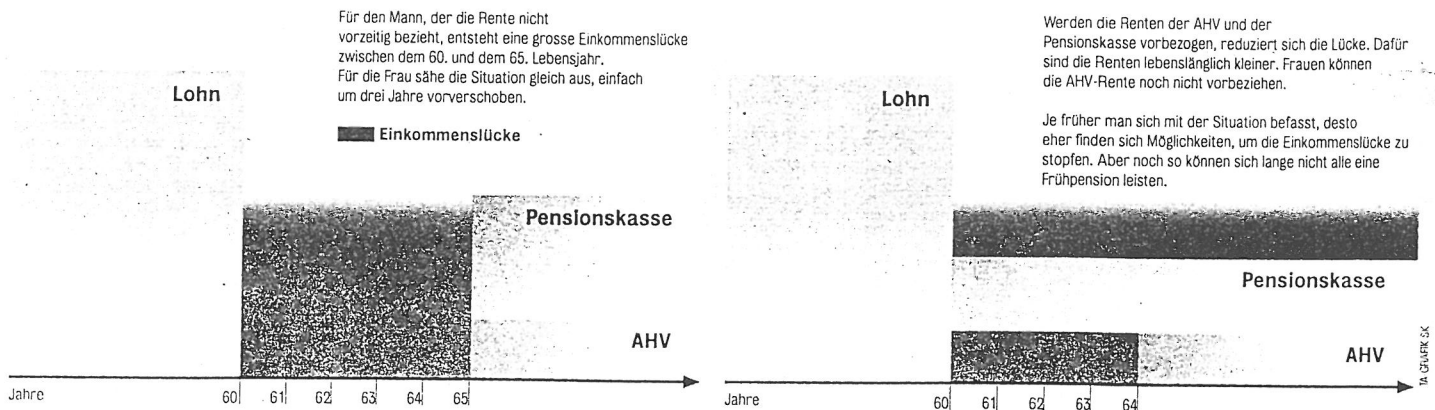 Für den Mann, der die Rente nicht
vorzeitig bezieht, entsteht eine grosse Einkommenslücke
zwischen dem 60. und dem 65. Lebensjahr.
Für die Frau sähe die Situation gleich aus, einfach
um drei Jahre vorverschoben.
Einkommenslücke
Lohn
Pensionskasse
AHV
Jahre
60 61 62 63 64 65
Werden die Renten der AHV und der
Pensionskasse vorbezogen, reduziert sich die Lücke. Dafür
sind die Renten lebenslänglich kleiner. Frauen können
die AHV-Rente noch nicht vorbeziehen.
Je früher man sich mit der Situation befasst, desto
eher finden sich Möglichkeiten, um die Einkommenslücke zu
stopfen. Aber noch so können sich lange nicht alle eine
Frühpension leisten.
Lohn
Pensionskasse
AHV
Jahre
60 61 62 63 64
TA GRAFIK SK